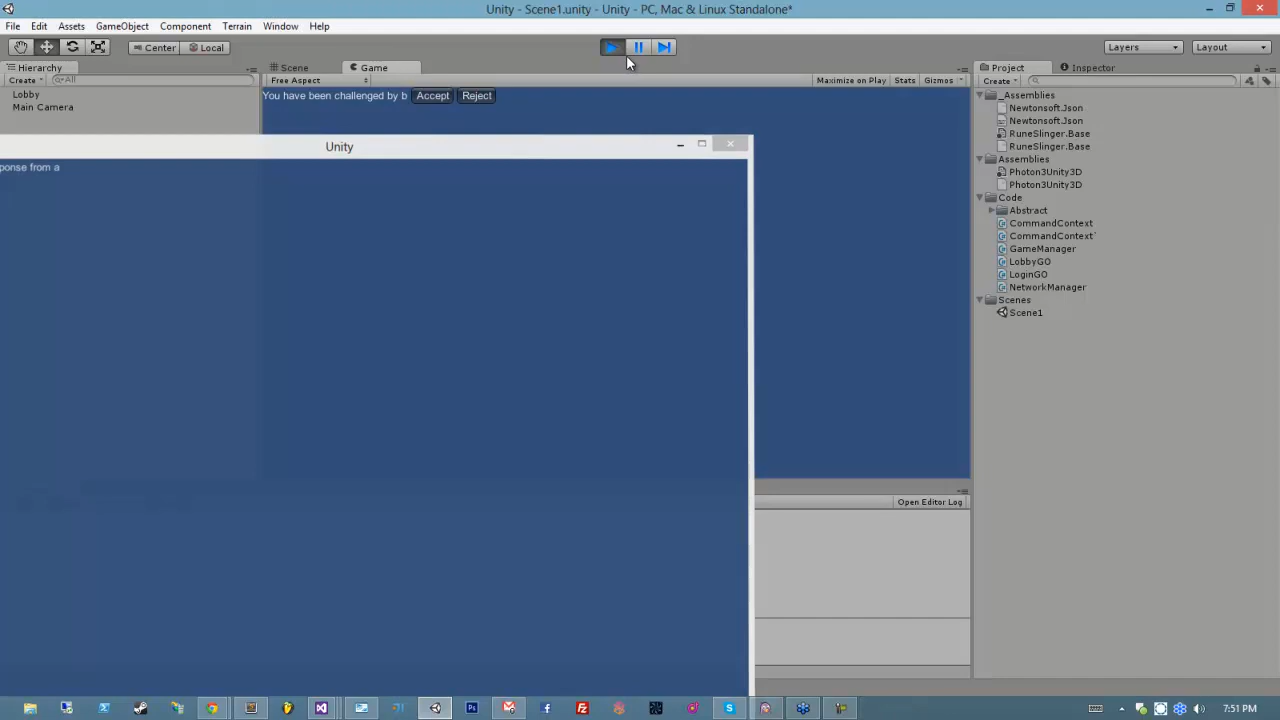 Unity - Scene1.unity - Unity - PC, Mac & Linux Standalone*
File Edit Assets GameObject Component Terrain Window Help
Center Local Layers Layout
Hierarchy Scene Game Project Inspector
Create All Free Aspect Maximize on Play Stats Gizmos Create
Lobby
Main Camera
You have been challenged by b Accept Reject
Unity
ponse from a
_Assemblies
Newtonsoft.Json
Newtonsoft.Json
RuneSlinger.Base
RuneSlinger.Base
Assemblies
Photon3Unity3D
Photon3Unity3D
Code
Abstract
CommandContext
CommandContext`
GameManager
LobbyGO
LoginGO
NetworkManager
Scenes
Scene1
Open Editor Log
7:51 PM